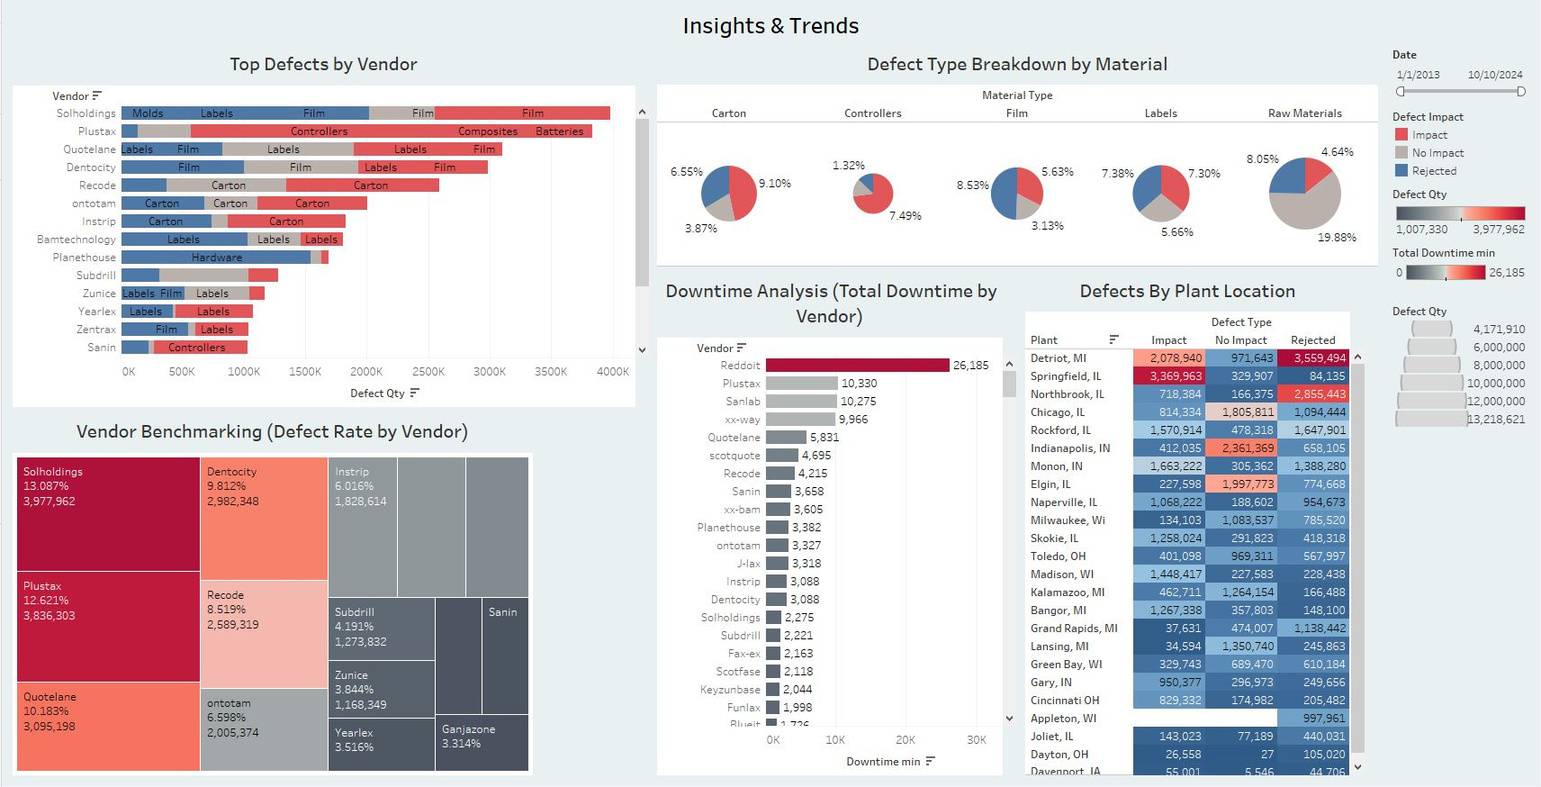 Insights & Trends
Top Defects by Vendor
Vendor
Solholdings Molds Labels Film Film Film
Plustax Controllers Composites Batteries
Quotelane Labels Film Labels Labels Film
Dentocity Film Film Labels Film
Recode Carton Carton
ontotam Carton Carton Carton
Instrip Carton Carton
Bamtechnology Labels Labels Labels
Planethouse Hardware
Subdrill
Zunice Labels Film Labels
Yearlex Labels Labels
Zentrax Film Labels
Sanin Controllers
0K 500K 1000K 1500K 2000K 2500K 3000K 3500K 4000K
Defect Qty
Vendor Benchmarking (Defect Rate by Vendor)
Solholdings
13.087%
3,977,962
Plustax
12.621%
3,836,303
Quotelane
10.183%
3,095,198
Dentocity
9.812%
2,982,348
Recode
8.519%
2,589,319
ontotam
6.598%
2,005,374
Instrip
6.016%
1,828,614
Subdrill
4.191%
1,273,832
Zunice
3.844%
1,168,349
Yearlex
3.516%
Sanin
Ganjazone
3.314%
Defect Type Breakdown by Material
Material Type
Carton Controllers Film Labels Raw Materials
6.55% 9.10% 3.87%
1.32% 7.49%
8.53% 5.63% 3.13%
7.38% 7.30% 5.66%
8.05% 4.64% 19.88%
Downtime Analysis (Total Downtime by
Vendor)
Vendor
Reddoit 26,185
Plustax 10,330
Sanlab 10,275
xx-way 9,966
Quotelane 5,831
scotquote 4,695
Recode 4,215
Sanin 3,658
xx-bam 3,605
Planethouse 3,382
ontotam 3,327
J-lax 3,318
Instrip 3,088
Dentocity 3,088
Solholdings 2,275
Subdrill 2,221
Fax-ex 2,163
Scotfase 2,118
Keyzunbase 2,044
Funlax 1,998
Blueit 1,726
0K 10K 20K 30K
Downtime min
Defects By Plant Location
Defect Type
Plant Impact No Impact Rejected
Detriot, MI 2,078,940 971,643 3,559,494
Springfield, IL 3,369,963 329,907 84,135
Northbrook, IL 718,384 166,375 2,855,443
Chicago, IL 814,334 1,805,811 1,094,444
Rockford, IL 1,570,914 478,318 1,647,901
Indianapolis, IN 412,035 2,361,369 658,105
Monon, IN 1,663,222 305,362 1,388,280
Elgin, IL 227,598 1,997,773 774,668
Naperville, IL 1,068,222 188,602 954,673
Milwaukee, Wi 134,103 1,083,537 785,520
Skokie, IL 1,258,024 291,823 418,318
Toledo, OH 401,098 969,311 567,997
Madison, WI 1,448,417 227,583 228,438
Kalamazoo, MI 462,711 1,264,154 166,488
Bangor, MI 1,267,338 357,803 148,100
Grand Rapids, MI 37,631 474,007 1,138,442
Lansing, MI 34,594 1,350,740 245,863
Green Bay, WI 329,743 689,470 610,184
Gary, IN 950,377 296,973 249,656
Cincinnati OH 829,332 174,982 205,482
Appleton, WI 997,961
Joliet, IL 143,023 77,189 440,031
Dayton, OH 26,558 27 105,020
Davenport, IA 55,001 5,546 44,706
Date
1/1/2013 10/10/2024
Defect Impact
Impact
No Impact
Rejected
Defect Qty
1,007,330 3,977,962
Total Downtime min
0 26,185
Defect Qty
4,171,910
6,000,000
8,000,000
10,000,000
12,000,000
13,218,621